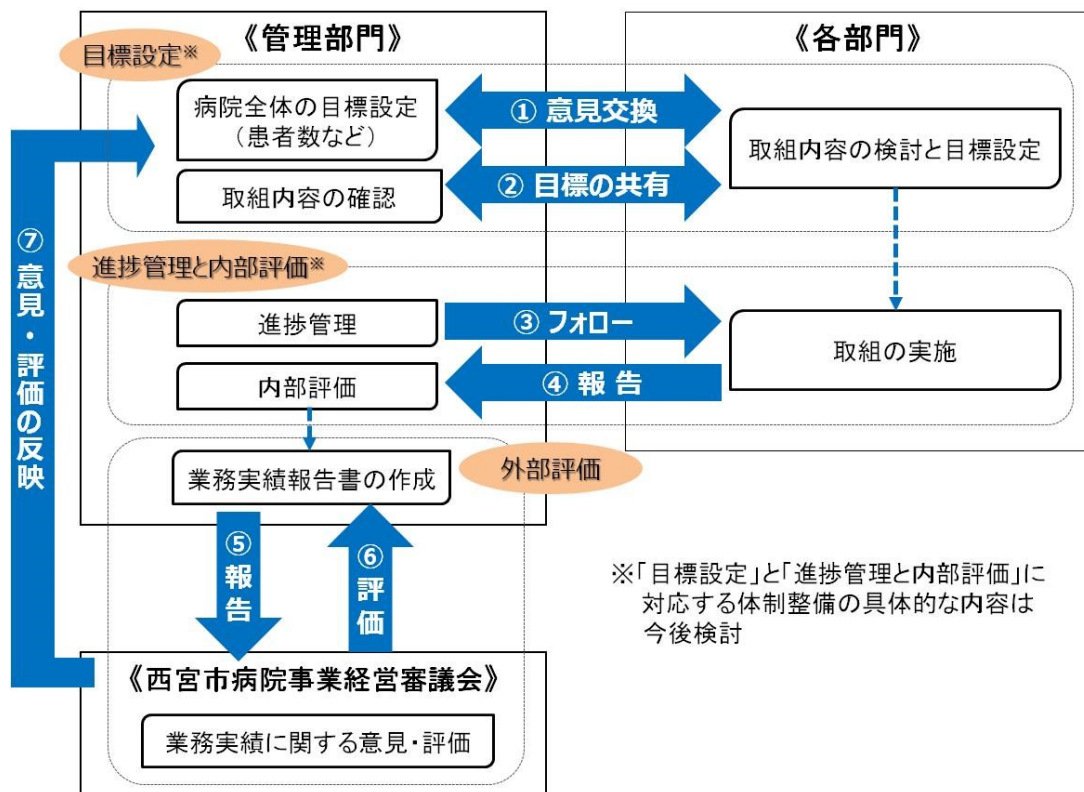 《管理部門》
《各部門》
目標設定※
病院全体の目標設定
（患者数など）
① 意見交換
取組内容の検討と目標設定
取組内容の確認
② 目標の共有
進捗管理と内部評価※
進捗管理
③ フォロー
取組の実施
内部評価
④ 報 告
業務実績報告書の作成
外部評価
⑤ 報告
⑥ 評価
⑦ 意見・評価の反映
《西宮市病院事業経営審議会》
業務実績に関する意見・評価
※「目標設定」と「進捗管理と内部評価」に
対応する体制整備の具体的な内容は
今後検討